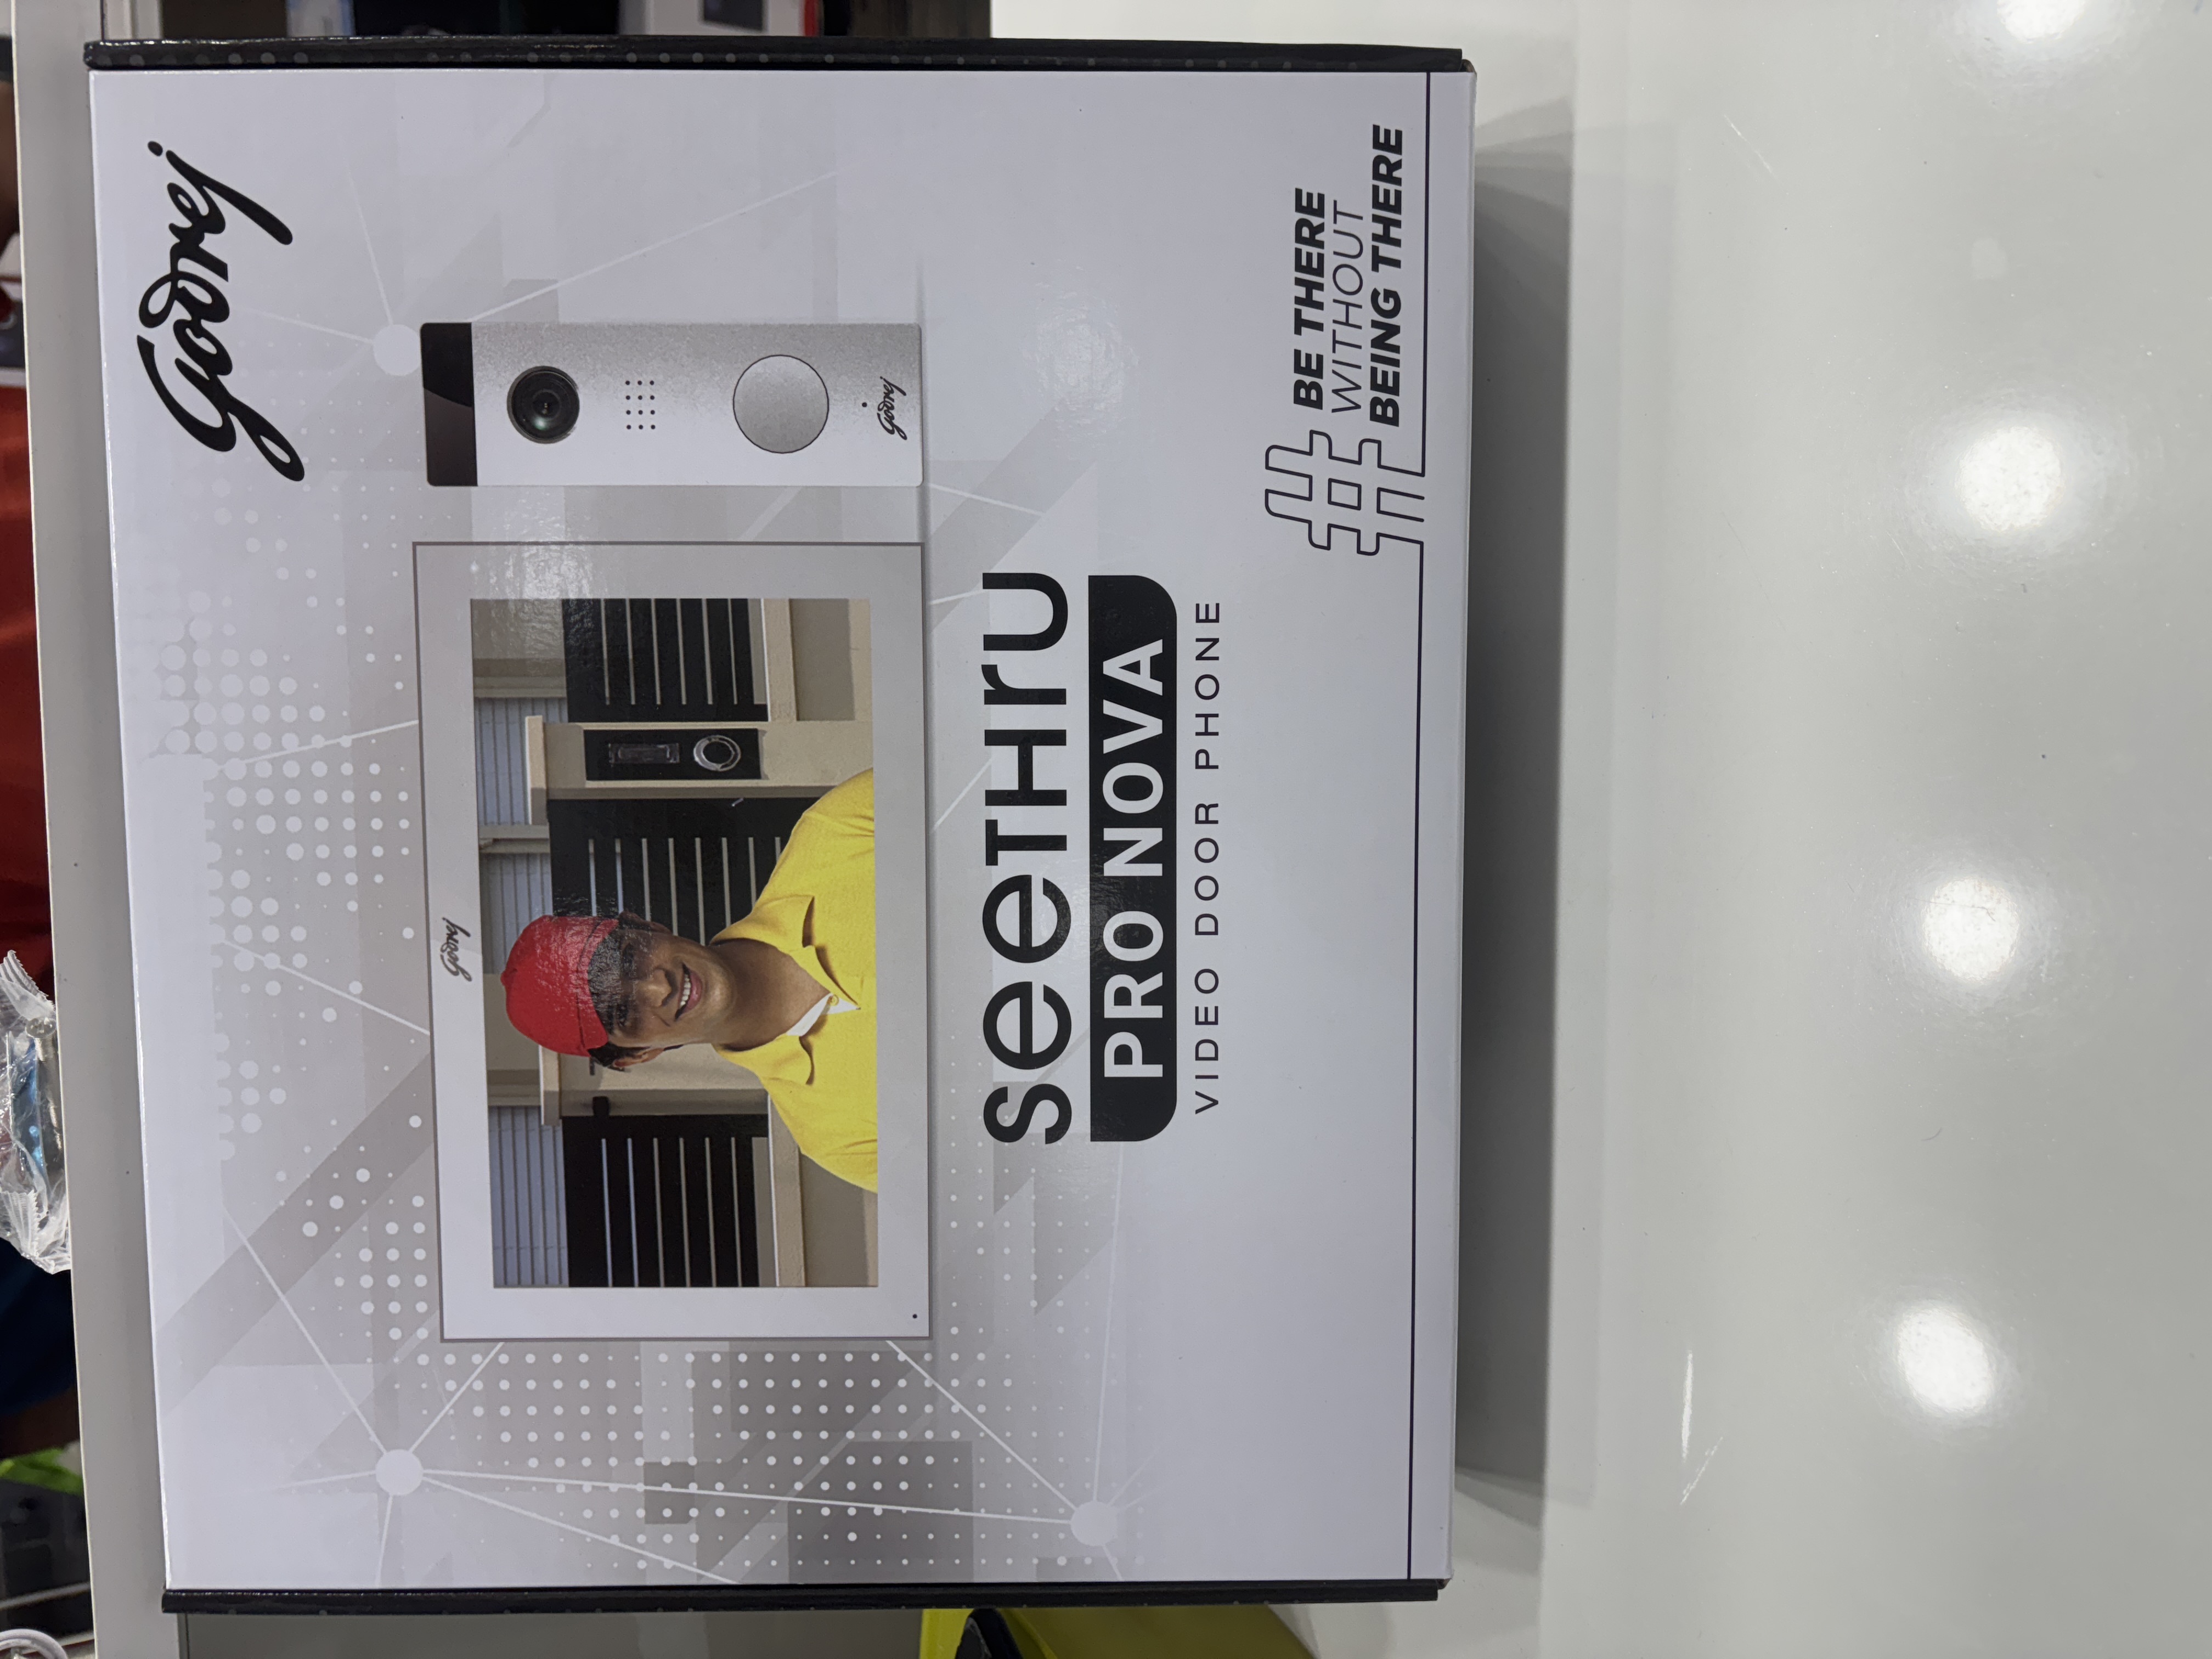 Godrej
Godrej
Godrej
seeTHru
PRO NOVA
VIDEO DOOR PHONE
# BE THERE
WITHOUT
BEING THERE